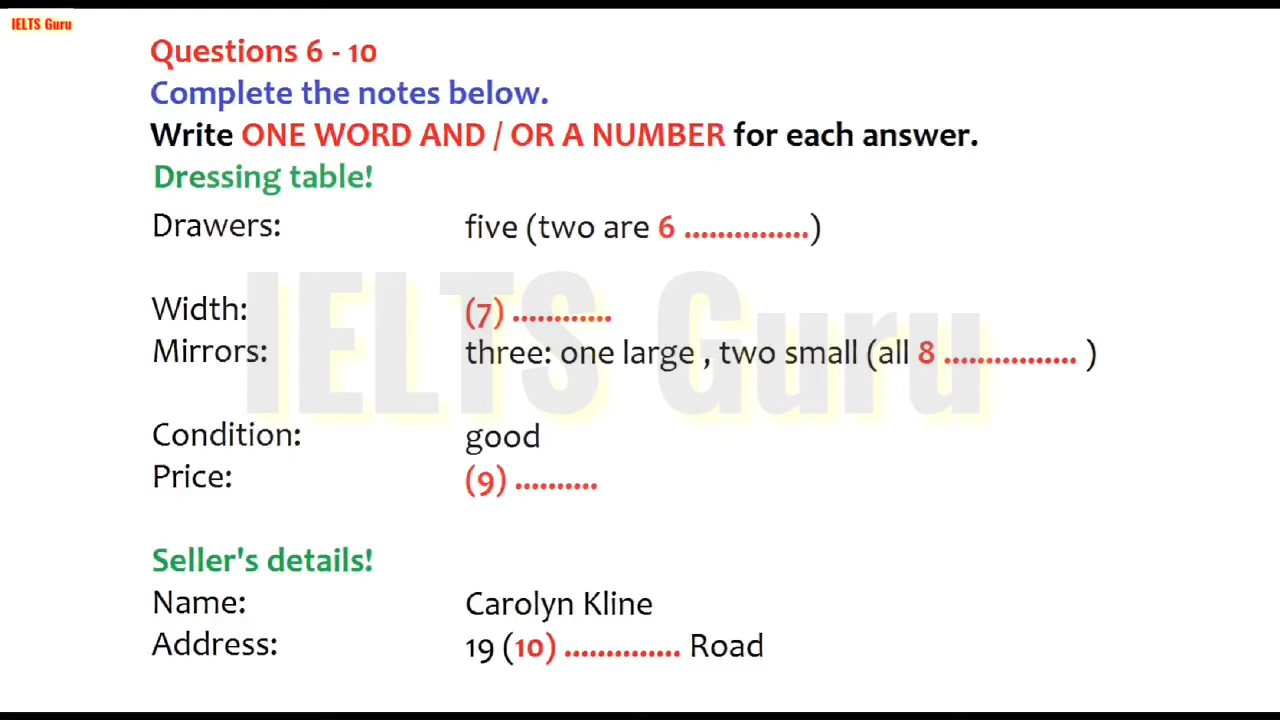 IELTS Guru
Questions 6 - 10
Complete the notes below.
Write ONE WORD AND / OR A NUMBER for each answer.
Dressing table!
Drawers: five (two are 6 ...............)
Width: (7) ............
Mirrors: three: one large , two small (all 8 ................ )
Condition: good
Price: (9) ..........
Seller's details!
Name: Carolyn Kline
Address: 19 (10) .............. Road
IELTS Guru